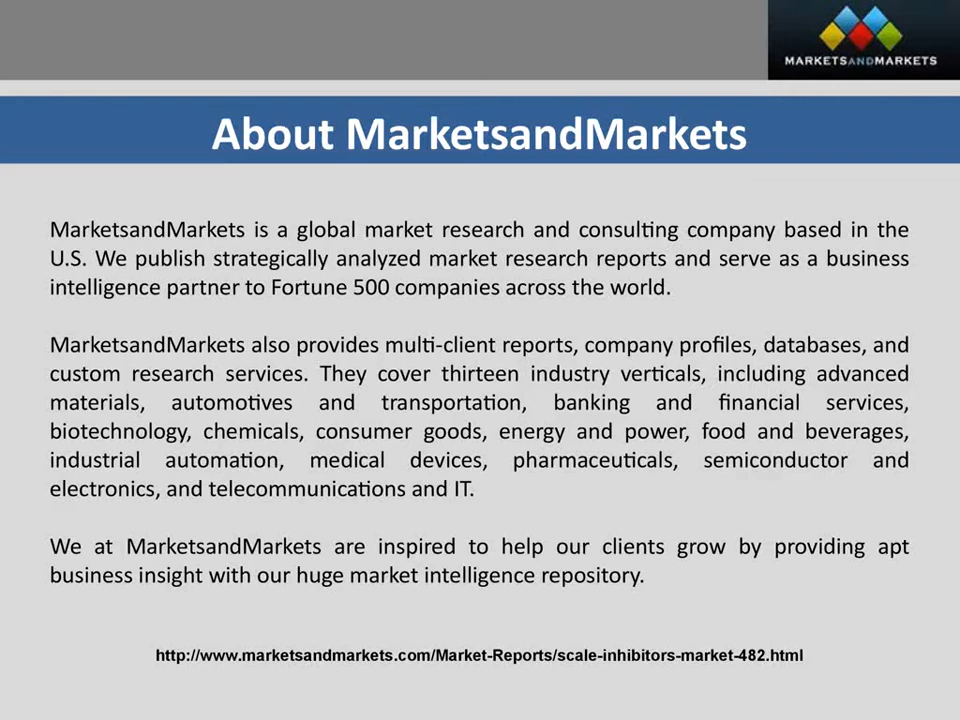 MARKETSANDMARKETS
About MarketsandMarkets
MarketsandMarkets is a global market research and consulting company based in the
U.S. We publish strategically analyzed market research reports and serve as a business
intelligence partner to Fortune 500 companies across the world.
MarketsandMarkets also provides multi-client reports, company profiles, databases, and
custom research services. They cover thirteen industry verticals, including advanced
materials, automotives and transportation, banking and financial services,
biotechnology, chemicals, consumer goods, energy and power, food and beverages,
industrial automation, medical devices, pharmaceuticals, semiconductor and
electronics, and telecommunications and IT.
We at MarketsandMarkets are inspired to help our clients grow by providing apt
business insight with our huge market intelligence repository.
http://www.marketsandmarkets.com/Market-Reports/scale-inhibitors-market-482.html